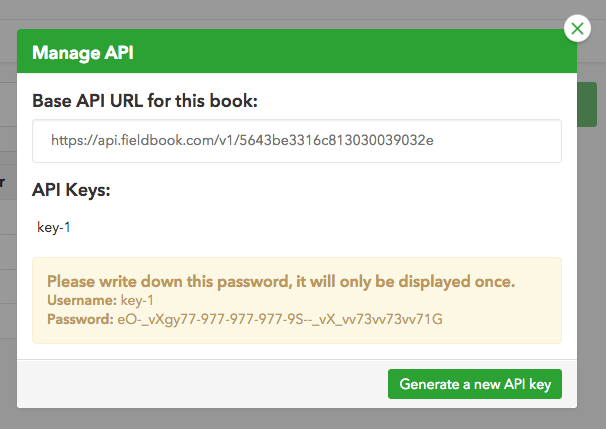 Manage API
Base API URL for this book:
https://api.fieldbook.com/v1/5643be3316c813030039032e
r
API Keys:
key-1
Please write down this password, it will only be displayed once.
Username: key-1
Password: eO-_vXgy77-977-977-977-9S--_vX_vv73vv73vv71G
Generate a new API key